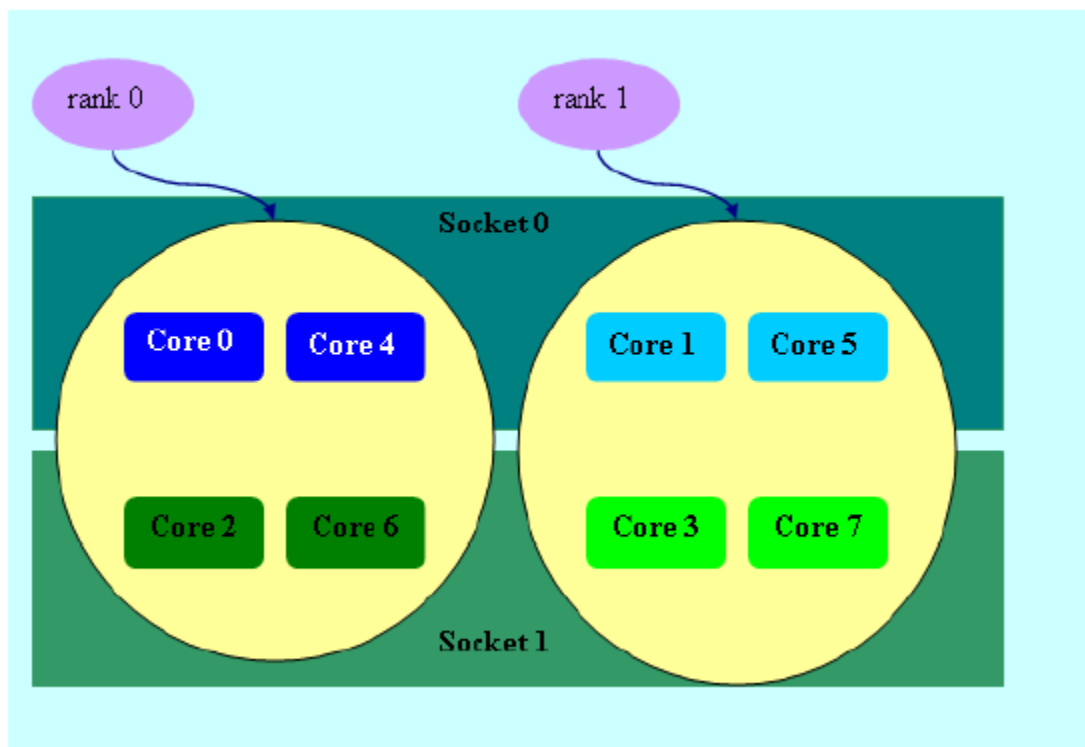 rank 0
rank 1
Socket 0
Core 0
Core 4
Core 1
Core 5
Core 2
Core 6
Core 3
Core 7
Socket 1